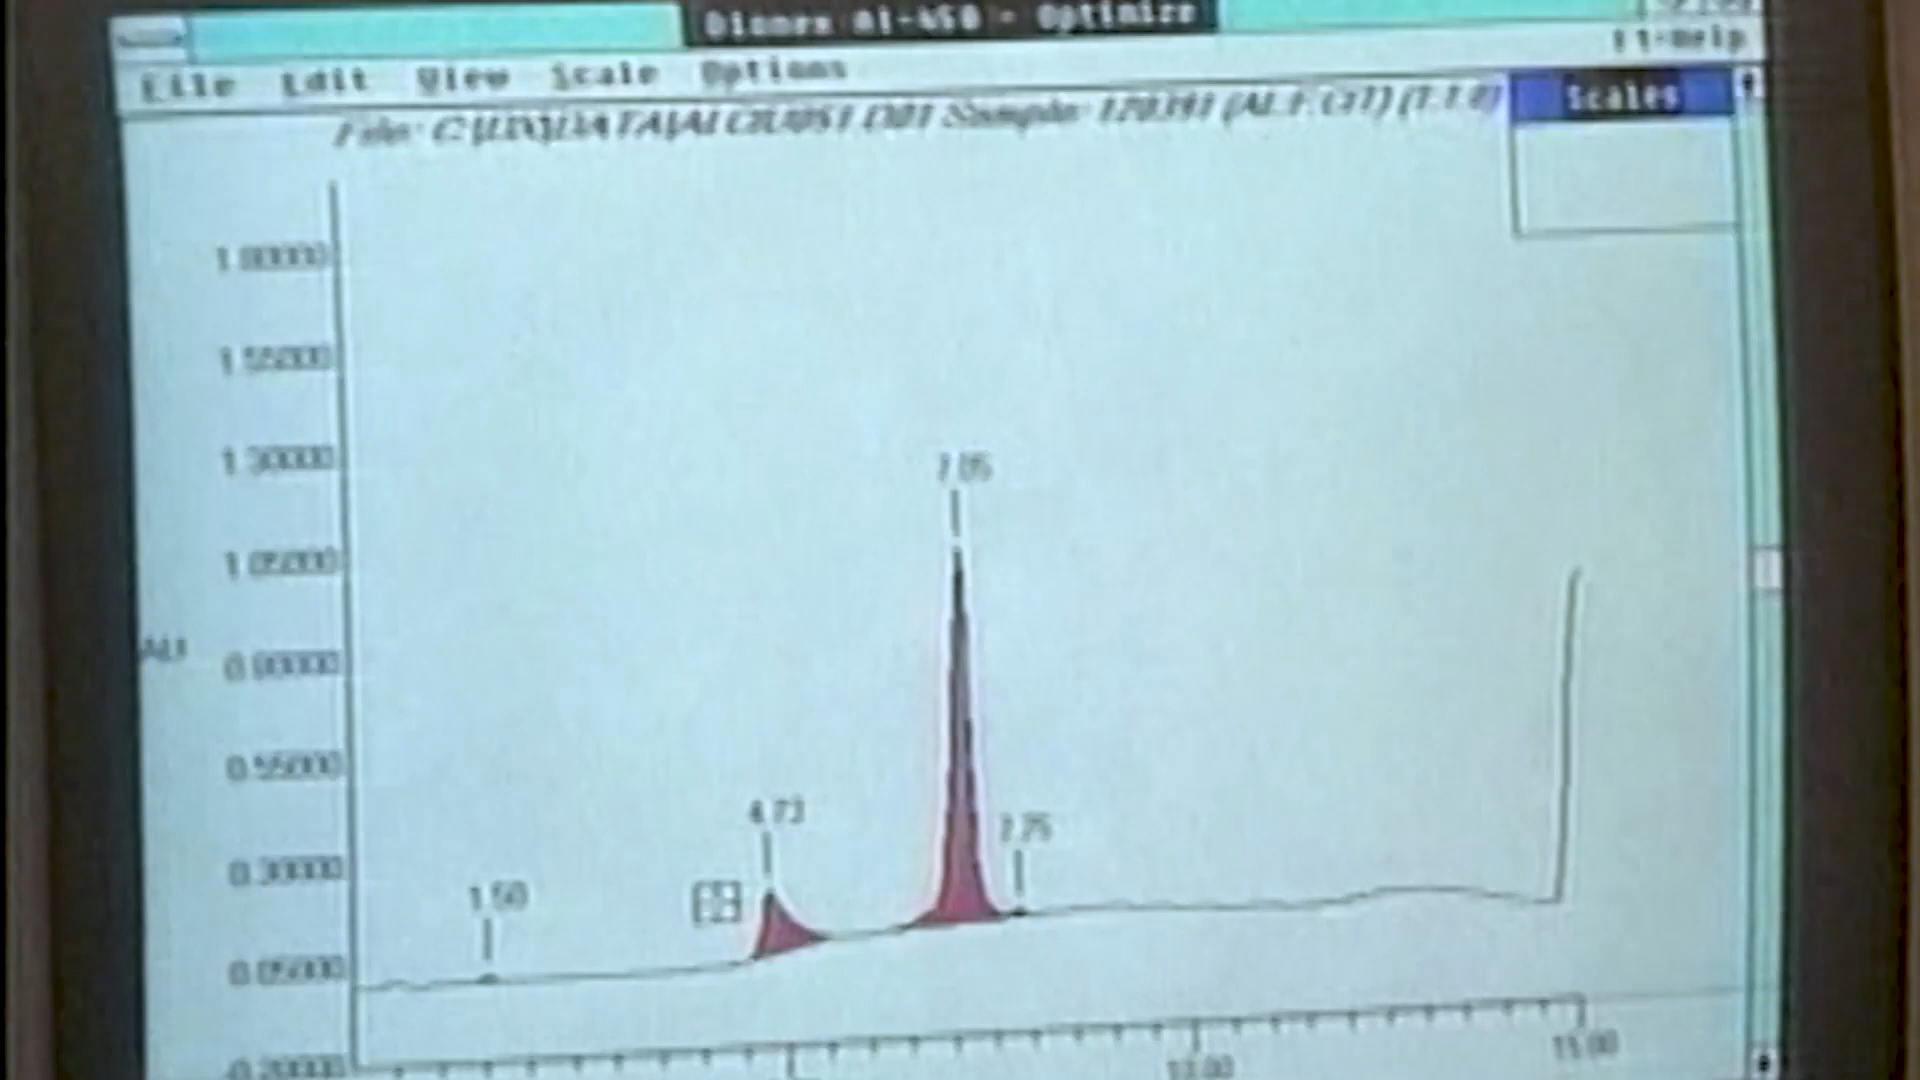 Dionex AI-450 - Optimize
F1=Help
File Edit View Scale Options
Scales
1.80000
1.55000
1.30000
7.05
1.05000
AU
0.80000
0.55000
4.73
0.30000
1.50
0.05000
-0.20000
10.00
15.00